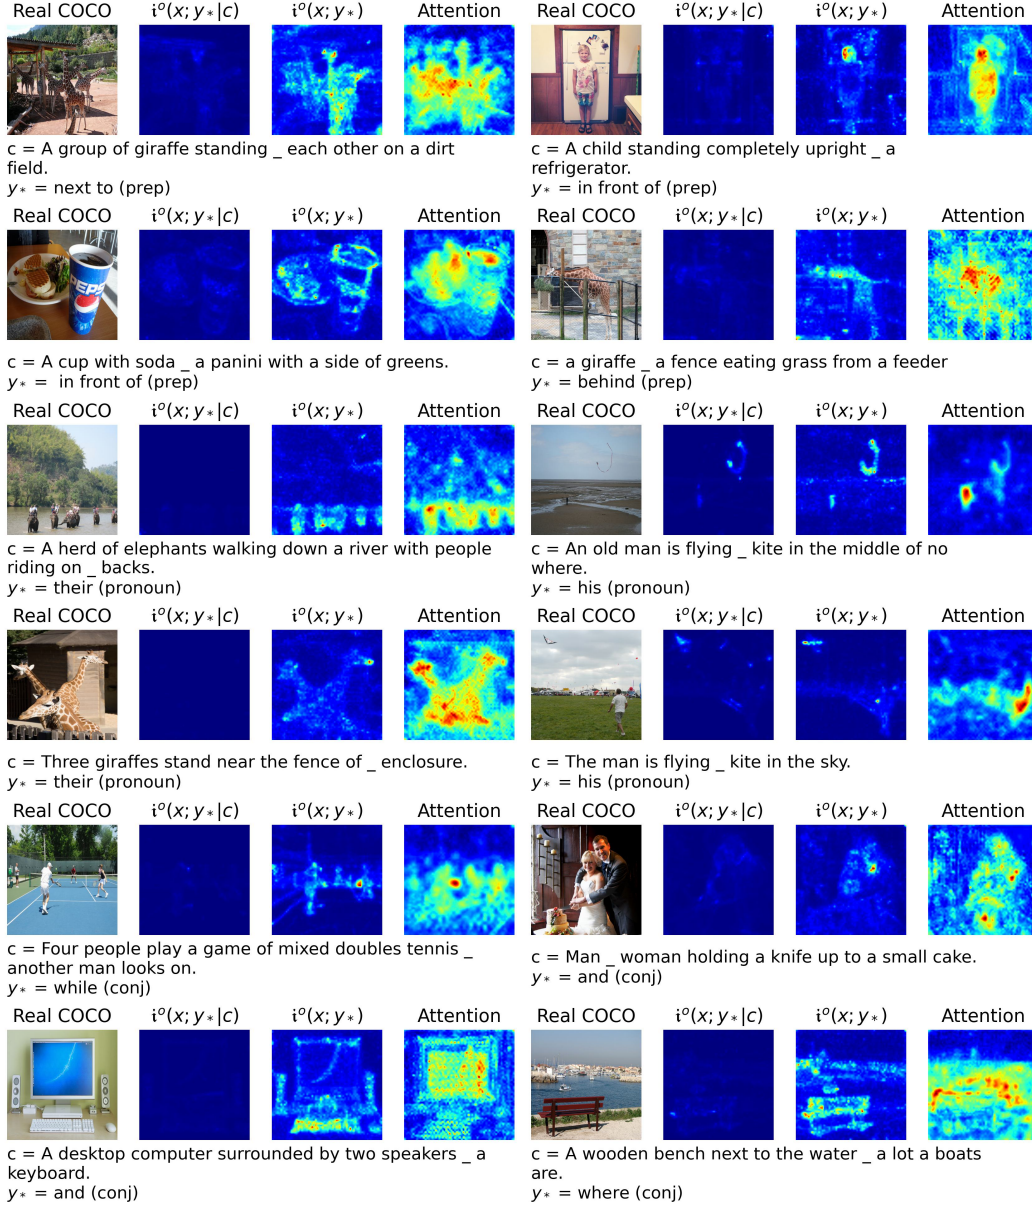 Real COCO 𝔦ᵒ(x; y∗|c) 𝔦ᵒ(x; y∗) Attention Real COCO 𝔦ᵒ(x; y∗|c) 𝔦ᵒ(x; y∗) Attention
c = A group of giraffe standing _ each other on a dirt
field.
y∗ = next to (prep)
c = A child standing completely upright _ a
refrigerator.
y∗ = in front of (prep)
Real COCO 𝔦ᵒ(x; y∗|c) 𝔦ᵒ(x; y∗) Attention Real COCO 𝔦ᵒ(x; y∗|c) 𝔦ᵒ(x; y∗) Attention
PEPS
c = A cup with soda _ a panini with a side of greens.
y∗ = in front of (prep)
c = a giraffe _ a fence eating grass from a feeder
y∗ = behind (prep)
Real COCO 𝔦ᵒ(x; y∗|c) 𝔦ᵒ(x; y∗) Attention Real COCO 𝔦ᵒ(x; y∗|c) 𝔦ᵒ(x; y∗) Attention
c = A herd of elephants walking down a river with people
riding on _ backs.
y∗ = their (pronoun)
c = An old man is flying _ kite in the middle of no
where.
y∗ = his (pronoun)
Real COCO 𝔦ᵒ(x; y∗|c) 𝔦ᵒ(x; y∗) Attention Real COCO 𝔦ᵒ(x; y∗|c) 𝔦ᵒ(x; y∗) Attention
c = Three giraffes stand near the fence of _ enclosure.
y∗ = their (pronoun)
c = The man is flying _ kite in the sky.
y∗ = his (pronoun)
Real COCO 𝔦ᵒ(x; y∗|c) 𝔦ᵒ(x; y∗) Attention Real COCO 𝔦ᵒ(x; y∗|c) 𝔦ᵒ(x; y∗) Attention
c = Four people play a game of mixed doubles tennis _
another man looks on.
y∗ = while (conj)
c = Man _ woman holding a knife up to a small cake.
y∗ = and (conj)
Real COCO 𝔦ᵒ(x; y∗|c) 𝔦ᵒ(x; y∗) Attention Real COCO 𝔦ᵒ(x; y∗|c) 𝔦ᵒ(x; y∗) Attention
c = A desktop computer surrounded by two speakers _ a
keyboard.
y∗ = and (conj)
c = A wooden bench next to the water _ a lot a boats
are.
y∗ = where (conj)